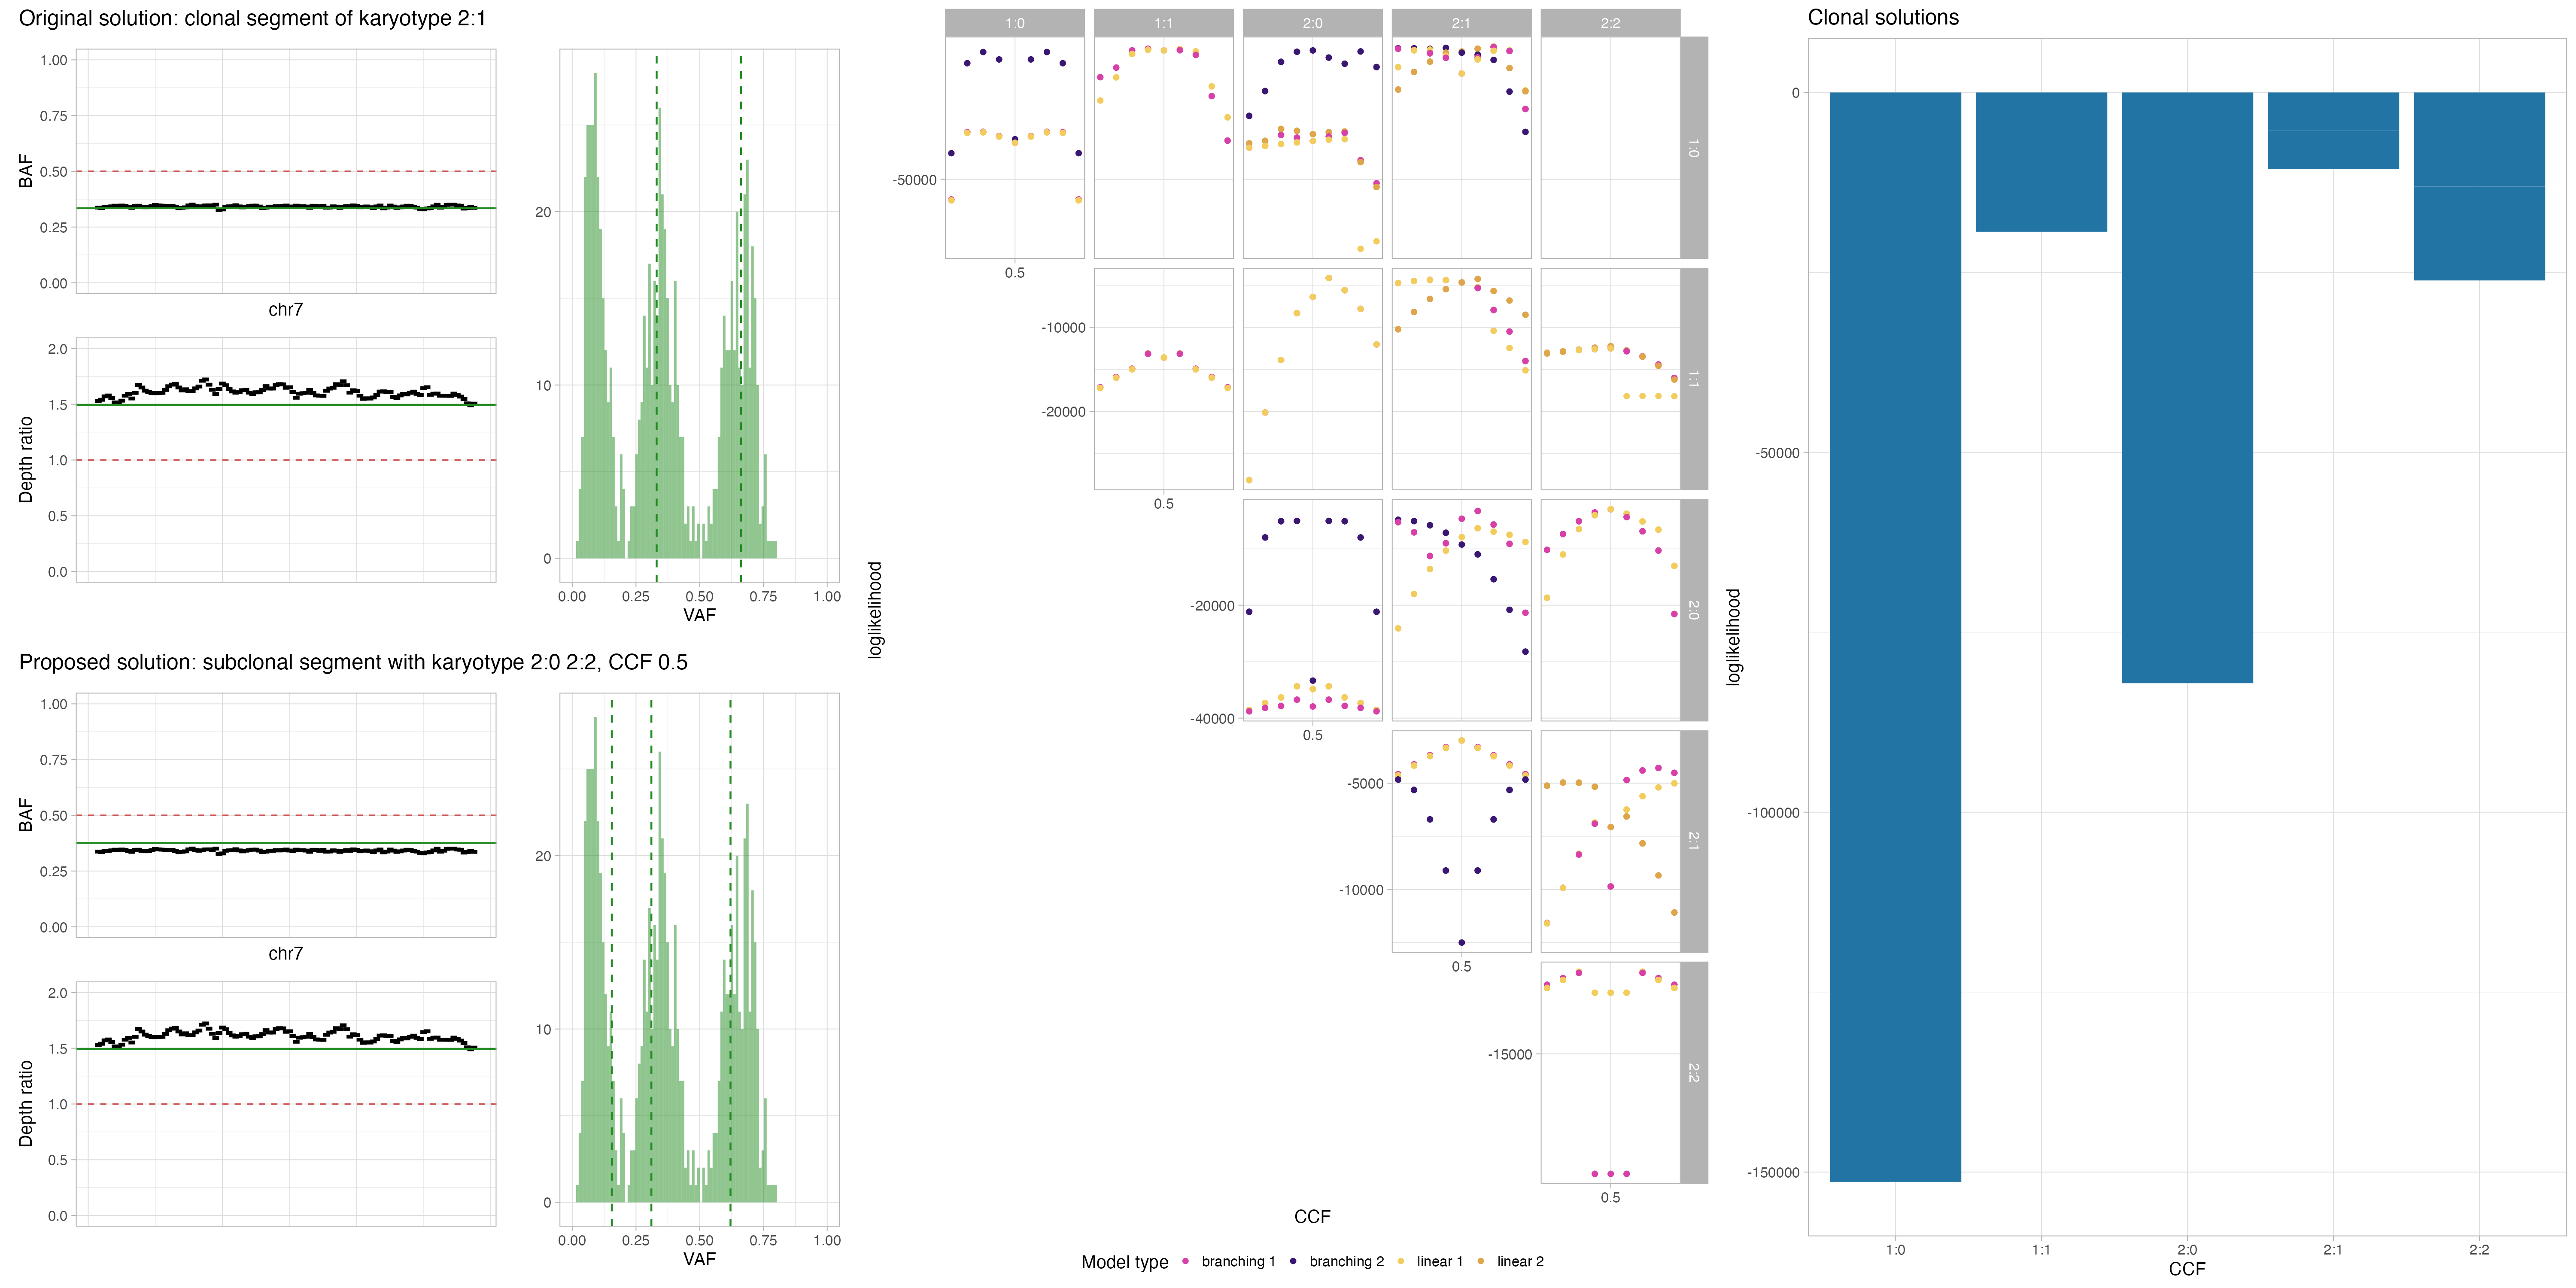 Original solution: clonal segment of karyotype 2:1
1.00
0.75
0.50
0.25
0.00
BAF
chr7
2.0
1.5
1.0
0.5
0.0
Depth ratio
20
10
0
0.00 0.25 0.50 0.75 1.00
VAF
Proposed solution: subclonal segment with karyotype 2:0 2:2, CCF 0.5
1.00
0.75
0.50
0.25
0.00
BAF
chr7
2.0
1.5
1.0
0.5
0.0
Depth ratio
20
10
0
0.00 0.25 0.50 0.75 1.00
VAF
loglikelihood
1:0 1:1 2:0 2:1 2:2
-50000
1:0
0.5
-10000
-20000
1:1
0.5
-20000
-40000
2:0
0.5
-5000
-10000
2:1
0.5
-15000
2:2
0.5
CCF
Model type branching 1 branching 2 linear 1 linear 2
Clonal solutions
0
-50000
-100000
-150000
loglikelihood
1:0 1:1 2:0 2:1 2:2
CCF